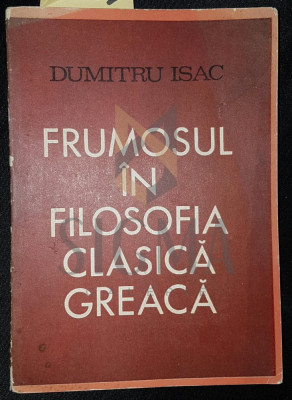 DUMITRU ISAC
FRUMOSUL
ÎN
FILOSOFIA
CLASICĂ
GREACĂ